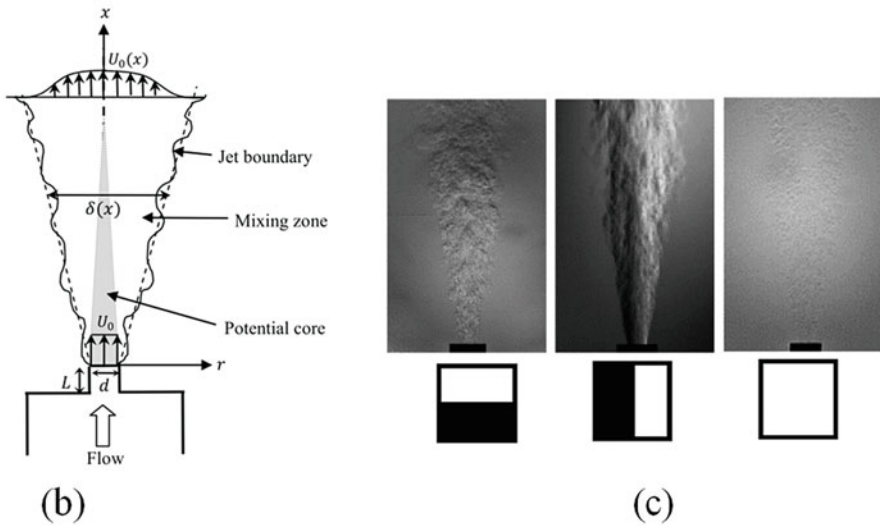 x
U₀(x)
Jet boundary
δ(x)
Mixing zone
Potential core
U₀
r
L
d
Flow
(b)
(c)